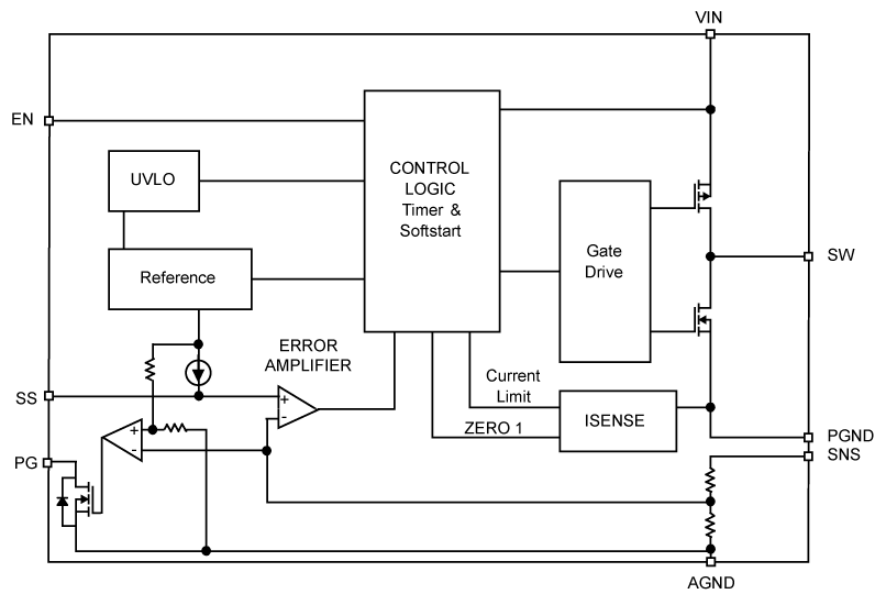 VIN
EN
UVLO
CONTROL
LOGIC
Timer &
Softstart
Gate
Drive
SW
Reference
ERROR
AMPLIFIER
Current
Limit
SS
+
-
ISENSE
ZERO 1
PGND
SNS
+
-
PG
AGND